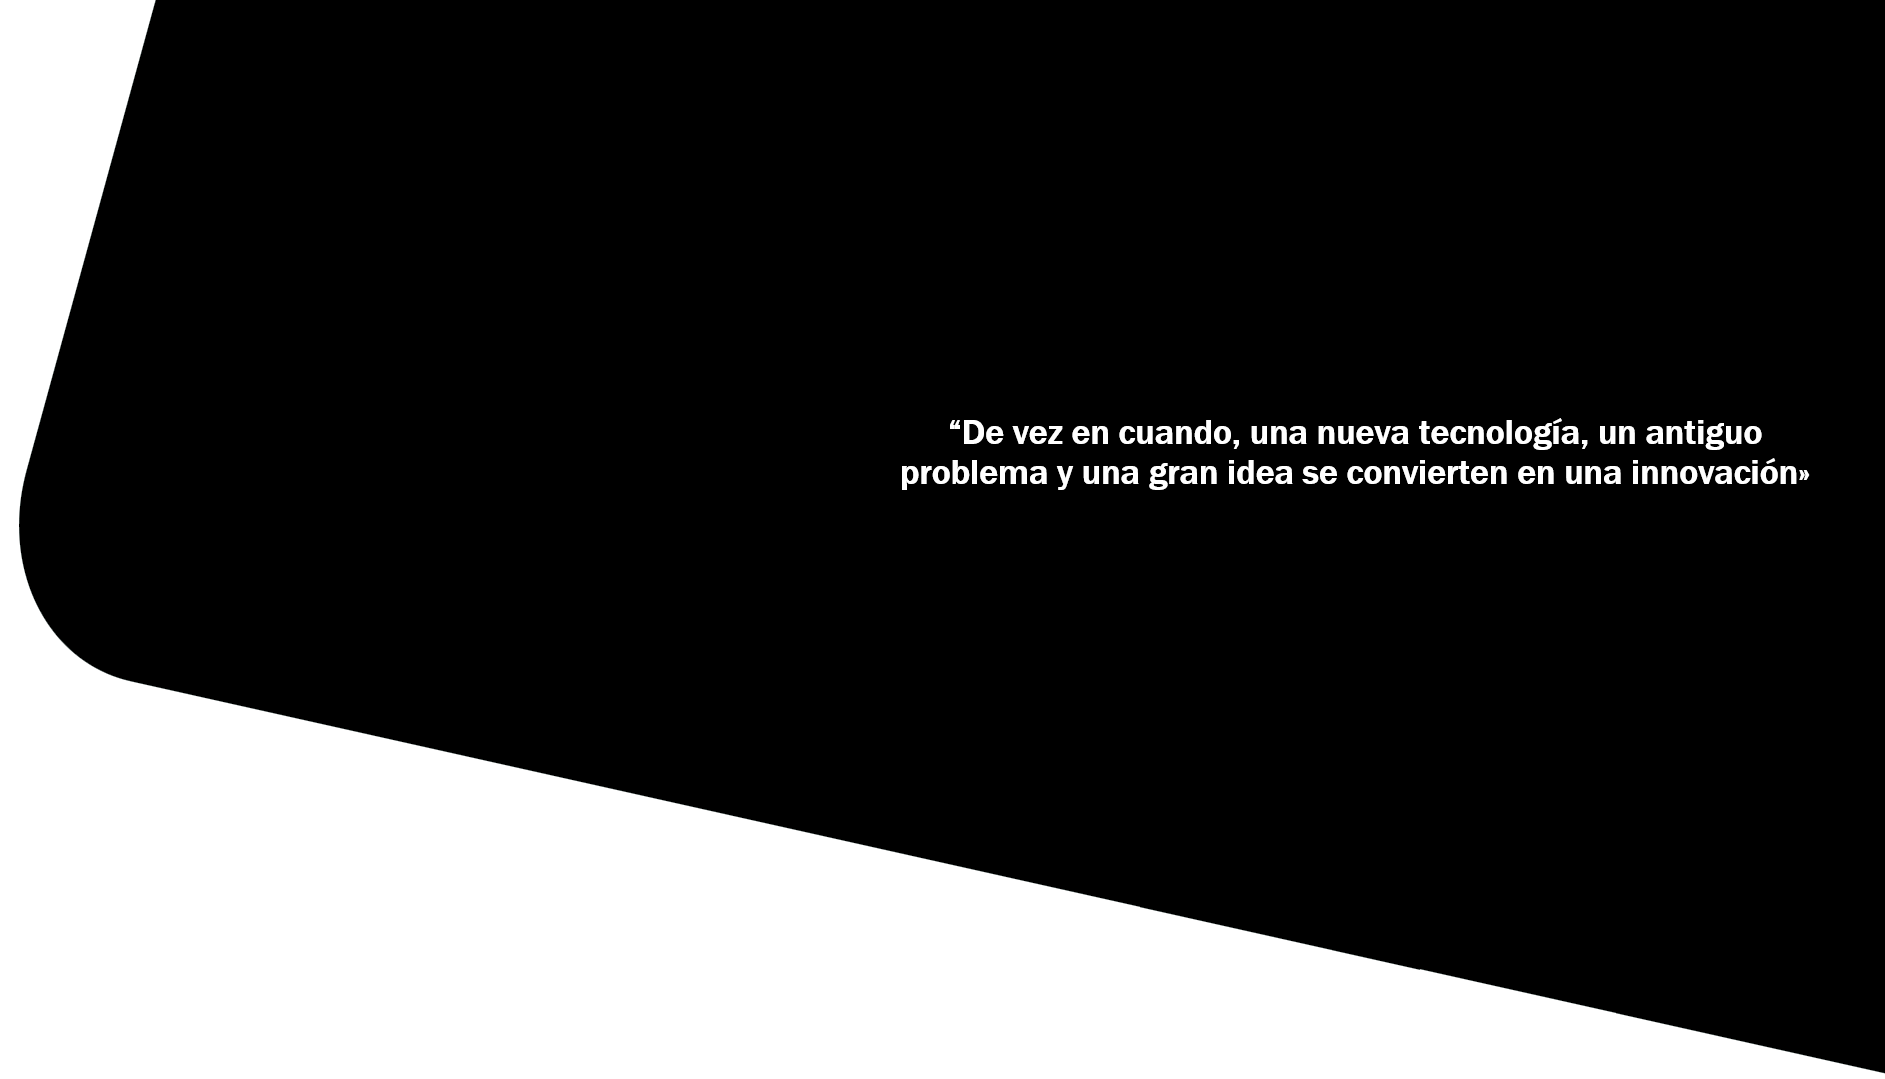 “De vez en cuando, una nueva tecnología, un antiguo
problema y una gran idea se convierten en una innovación»